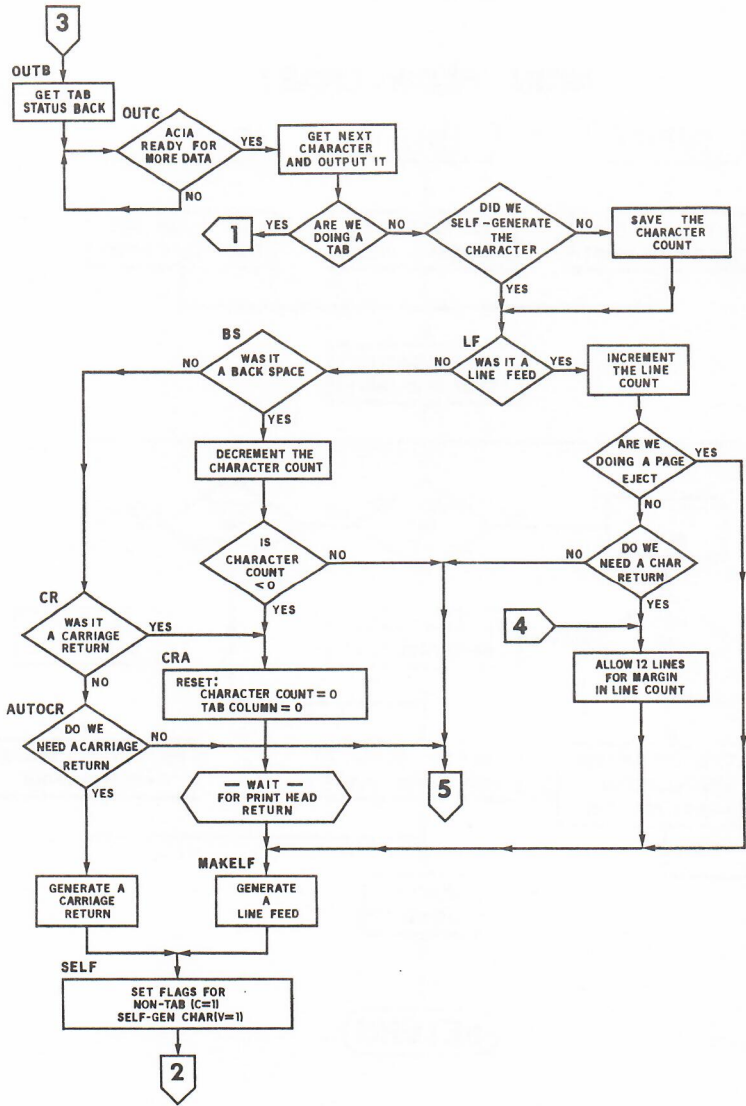 3
OUTB
GET TAB
STATUS BACK
OUTC
ACIA
READY FOR
MORE DATA
YES
NO
GET NEXT
CHARACTER
AND OUTPUT IT
1
YES
ARE WE
DOING A
TAB
NO
DID WE
SELF-GENERATE
THE
CHARACTER
NO
YES
SAVE THE
CHARACTER
COUNT
BS
NO
WAS IT
A BACK SPACE
YES
LF
NO
WAS IT A
LINE FEED
YES
INCREMENT
THE LINE
COUNT
DECREMENT THE
CHARACTER COUNT
ARE WE
DOING A PAGE
EJECT
YES
NO
IS
CHARACTER
COUNT
<0
NO
YES
NO
DO WE
NEED A CHAR
RETURN
YES
CR
WAS IT
A CARRIAGE
RETURN
YES
NO
4
CRA
RESET:
CHARACTER COUNT=0
TAB COLUMN=0
ALLOW 12 LINES
FOR MARGIN
IN LINE COUNT
AUTOCR
DO WE
NEED A CARRIAGE
RETURN
NO
YES
— WAIT —
FOR PRINT HEAD
RETURN
5
MAKELF
GENERATE A
CARRIAGE
RETURN
GENERATE
A
LINE FEED
SELF
SET FLAGS FOR
NON-TAB (C=1)
SELF-GEN CHAR(V=1)
2